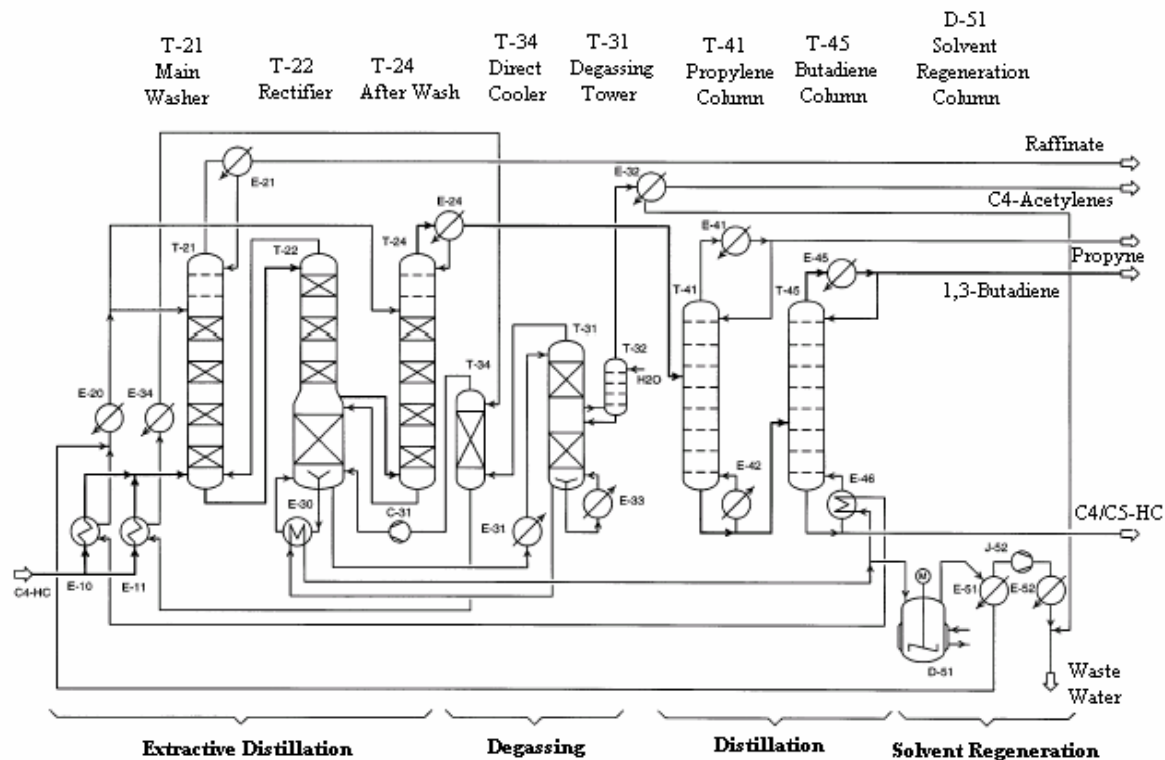 T-21
Main
Washer
T-22
Rectifier
T-24
After Wash
T-34
Direct
Cooler
T-31
Degassing
Tower
T-41
Propylene
Column
T-45
Butadiene
Column
D-51
Solvent
Regeneration
Column
Raffinate
E-21
E-32
C4-Acetylenes
E-24
E-41
Propyne
T-21
T-22
T-24
E-45
1,3-Butadiene
T-41
T-45
T-31
T-34
T-32
H2O
E-20
E-34
E-42
E-46
E-30
C-31
E-31
E-33
C4/C5-HC
J-52
M
E-51
E-52
C4-HC
E-10
E-11
D-51
Waste
Water
Extractive Distillation
Degassing
Distillation
Solvent Regeneration